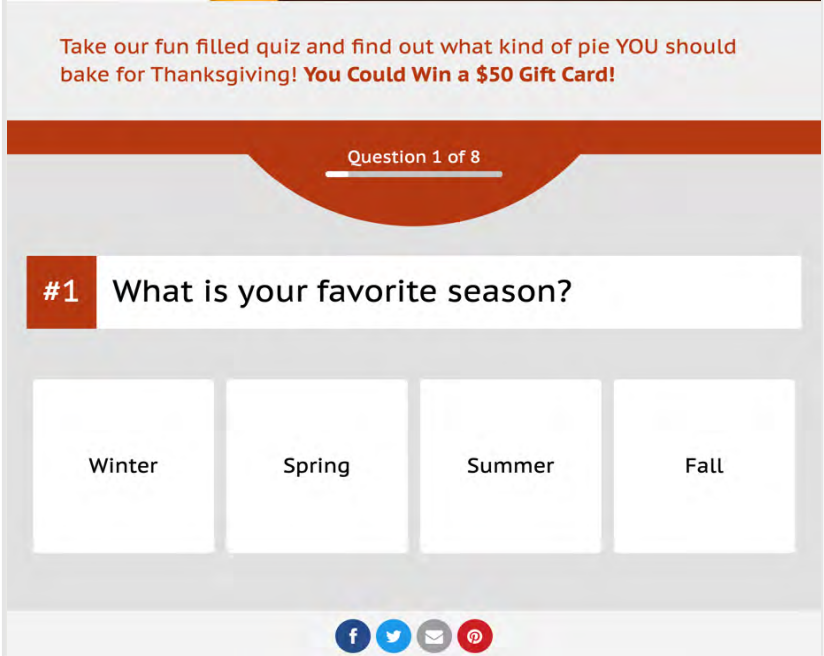 Take our fun filled quiz and find out what kind of pie YOU should
bake for Thanksgiving! You Could Win a $50 Gift Card!
Question 1 of 8
#1 What is your favorite season?
Winter Spring Summer Fall